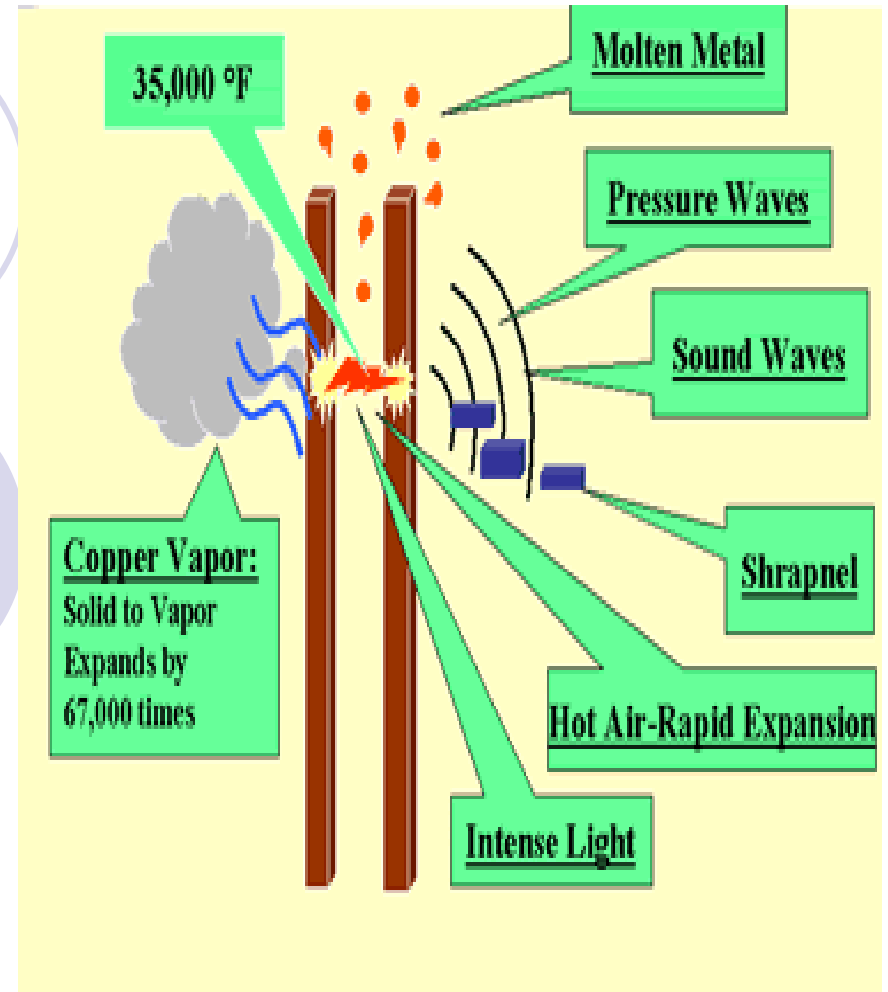 35,000 °F
Molten Metal
Pressure Waves
Sound Waves
Shrapnel
Copper Vapor:
Solid to Vapor
Expands by
67,000 times
Hot Air-Rapid Expansion
Intense Light